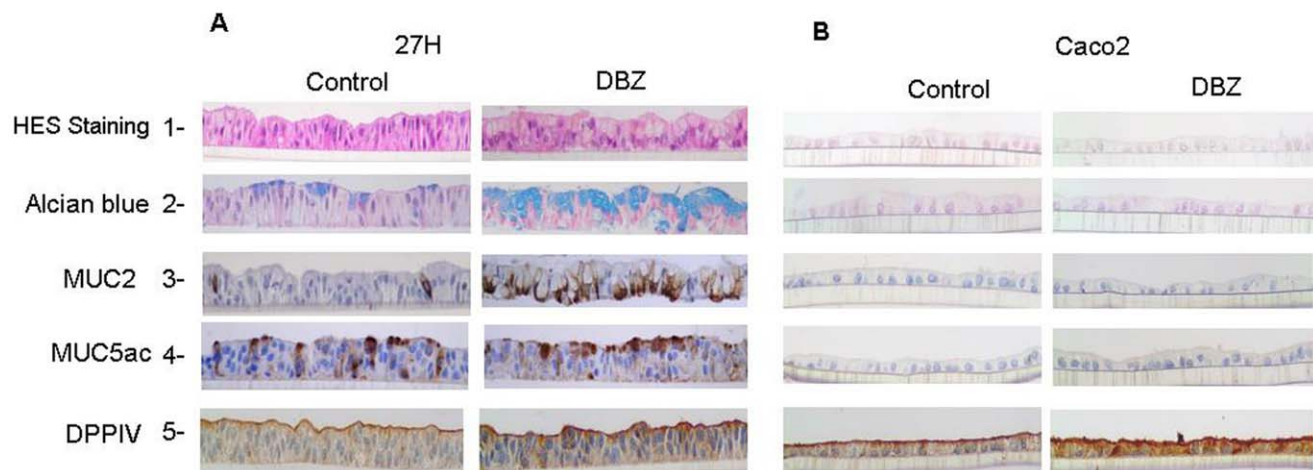 A
B
27H
Caco2
Control DBZ
Control DBZ
HES Staining 1-
Alcian blue 2-
MUC2 3-
MUC5ac 4-
DPPIV 5-